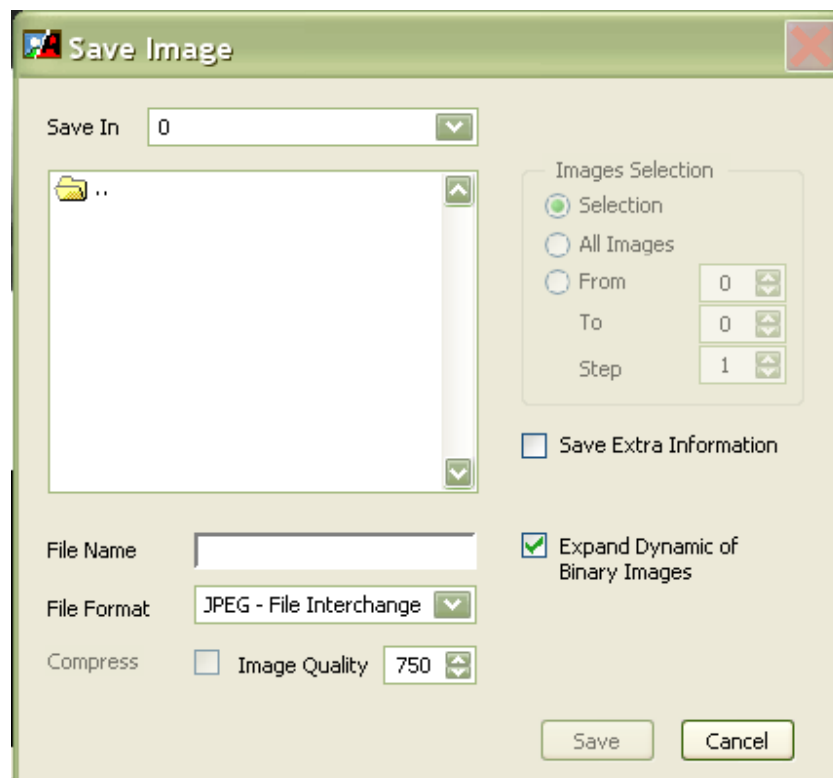 Save Image
Save In 0
..
Images Selection
Selection
All Images
From 0
To 0
Step 1
Save Extra Information
File Name
Expand Dynamic of
Binary Images
File Format JPEG - File Interchange
Compress Image Quality 750
Save Cancel